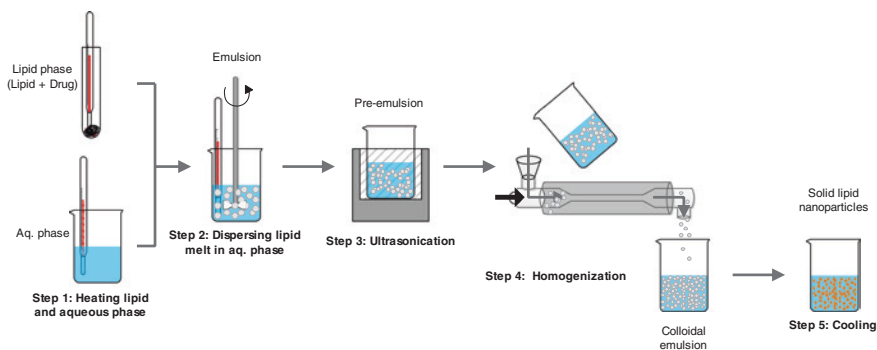 Lipid phase
(Lipid + Drug)
Aq. phase
Step 1: Heating lipid
and aqueous phase
Emulsion
Step 2: Dispersing lipid
melt in aq. phase
Pre-emulsion
Step 3: Ultrasonication
Step 4: Homogenization
Colloidal
emulsion
Solid lipid
nanoparticles
Step 5: Cooling